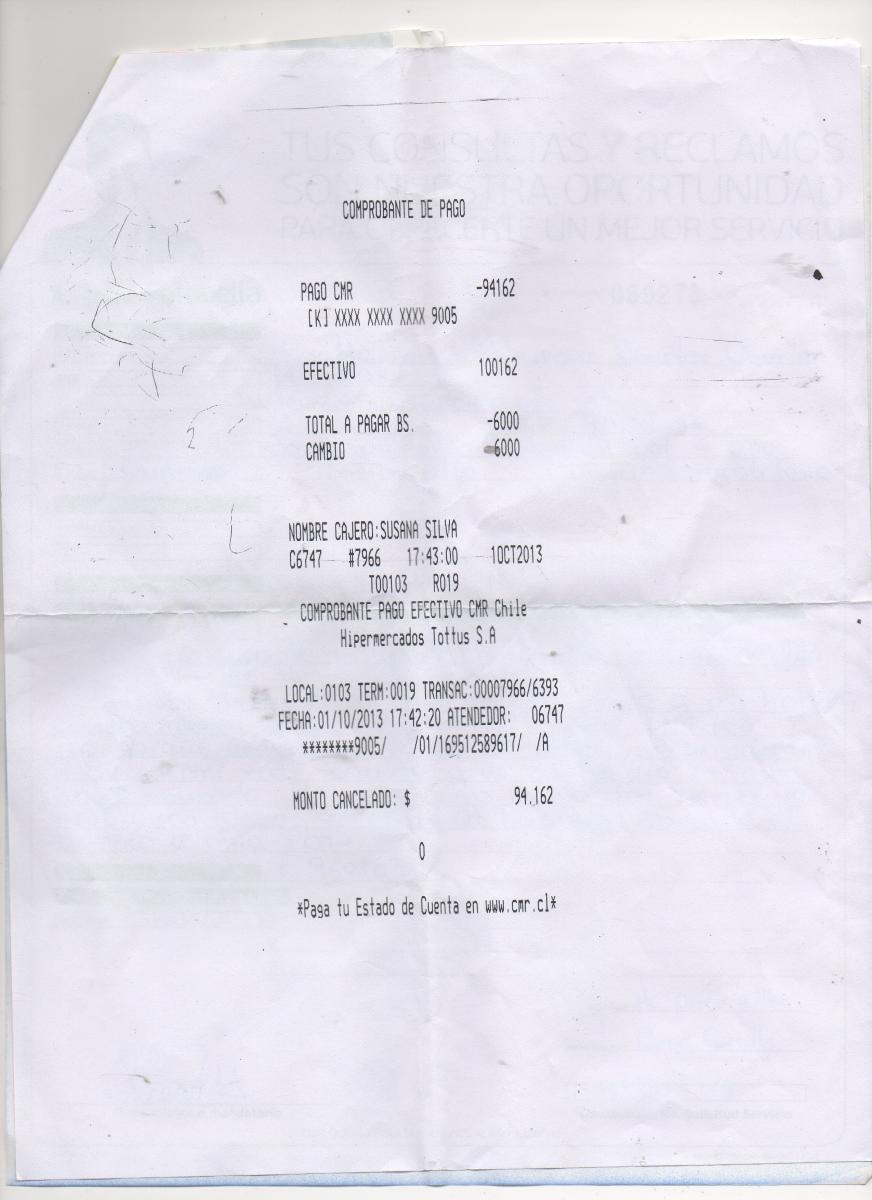 TUS CONSULTAS Y RECLAMOS
SON NUESTRA OPORTUNIDAD
UN MEJOR SERVICIO
COMPROBANTE DE PAGO
PAGO CMR -94162
[K] XXXX XXXX XXXX 9005
EFECTIVO 100162
TOTAL A PAGAR BS. -6000
CAMBIO 6000
NOMBRE CAJERO:SUSANA SILVA
C6747 #7966 17:43:00 1OCT2013
T00103 R019
COMPROBANTE PAGO EFECTIVO CMR Chile
Hipermercados Tottus S.A
LOCAL:0103 TERM:0019 TRANSAC:00007966/6393
FECHA:01/10/2013 17:42:20 ATENDEDOR: 06747
********9005/ /01/169512589617/ /A
MONTO CANCELADO: $ 94.162
0
*Paga tu Estado de Cuenta en www.cmr.cl*